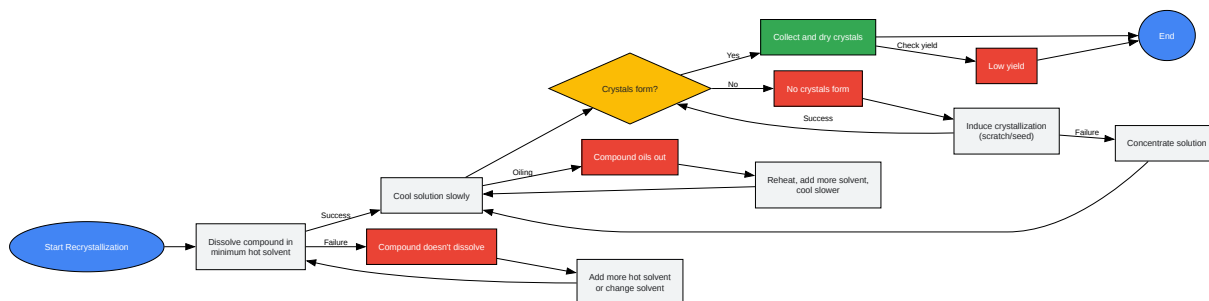 End
Collect and dry crystals
Check yield
Yes
Low yield
Crystals form?
No
No crystals form
Success
Induce crystallization
(scratch/seed)
Failure
Concentrate solution
Compound oils out
Oiling
Reheat, add more solvent,
cool slower
Cool solution slowly
Success
Start Recrystallization
Dissolve compound in
minimum hot solvent
Failure
Compound doesn't dissolve
Add more hot solvent
or change solvent